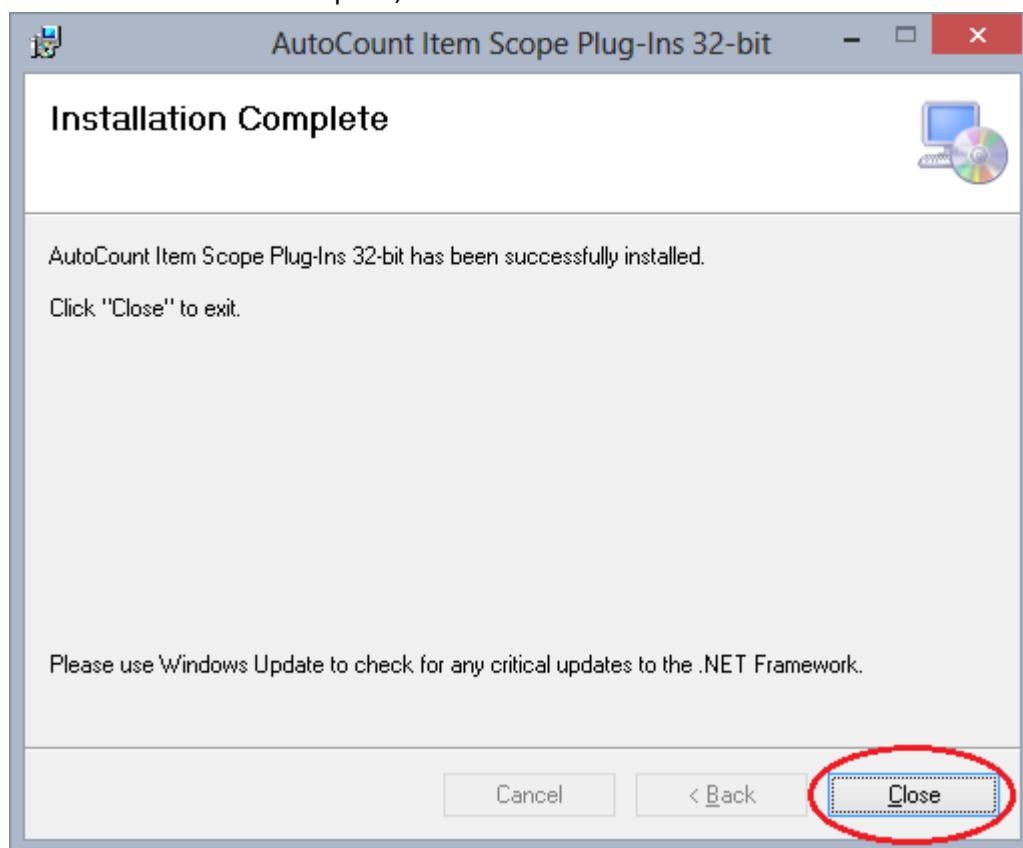 AutoCount Item Scope Plug-Ins 32-bit
Installation Complete
AutoCount Item Scope Plug-Ins 32-bit has been successfully installed.
Click "Close" to exit.
Please use Windows Update to check for any critical updates to the .NET Framework.
Cancel
< Back
Close